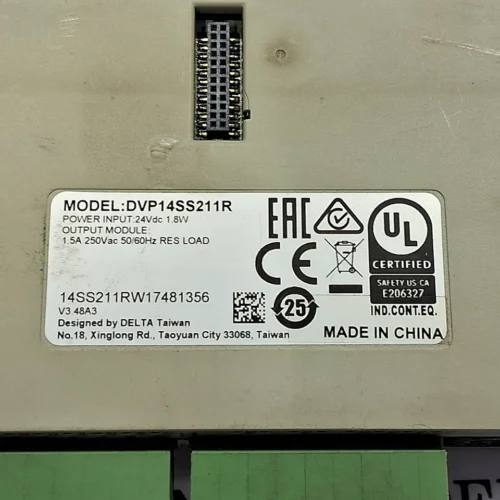 MODEL:DVP14SS211R
POWER INPUT:24Vdc 1.8W
OUTPUT MODULE:
1.5A 250Vac 50/60Hz RES LOAD
14SS211RW17481356
V3.48A3
Designed by DELTA Taiwan
No.18, Xinglong Rd., Taoyuan City 33068, Taiwan
EAC
CE
25
UL
CERTIFIED
SAFETY US CA
E206327
IND.CONT.EQ.
MADE IN CHINA